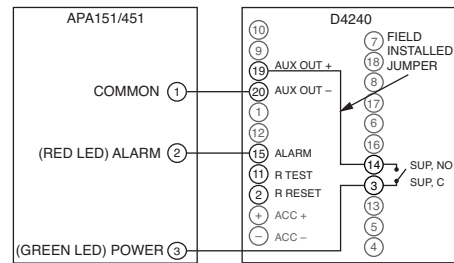 APA151/451
D4240
COMMON 1
(RED LED) ALARM 2
(GREEN LED) POWER 3
10
9
19 AUX OUT +
20 AUX OUT –
1
12
15 ALARM
11 R TEST
2 R RESET
+ ACC +
– ACC –
7
18
8
17
6
16
14 SUP, NO
3 SUP, C
13
5
4
FIELD
INSTALLED
JUMPER